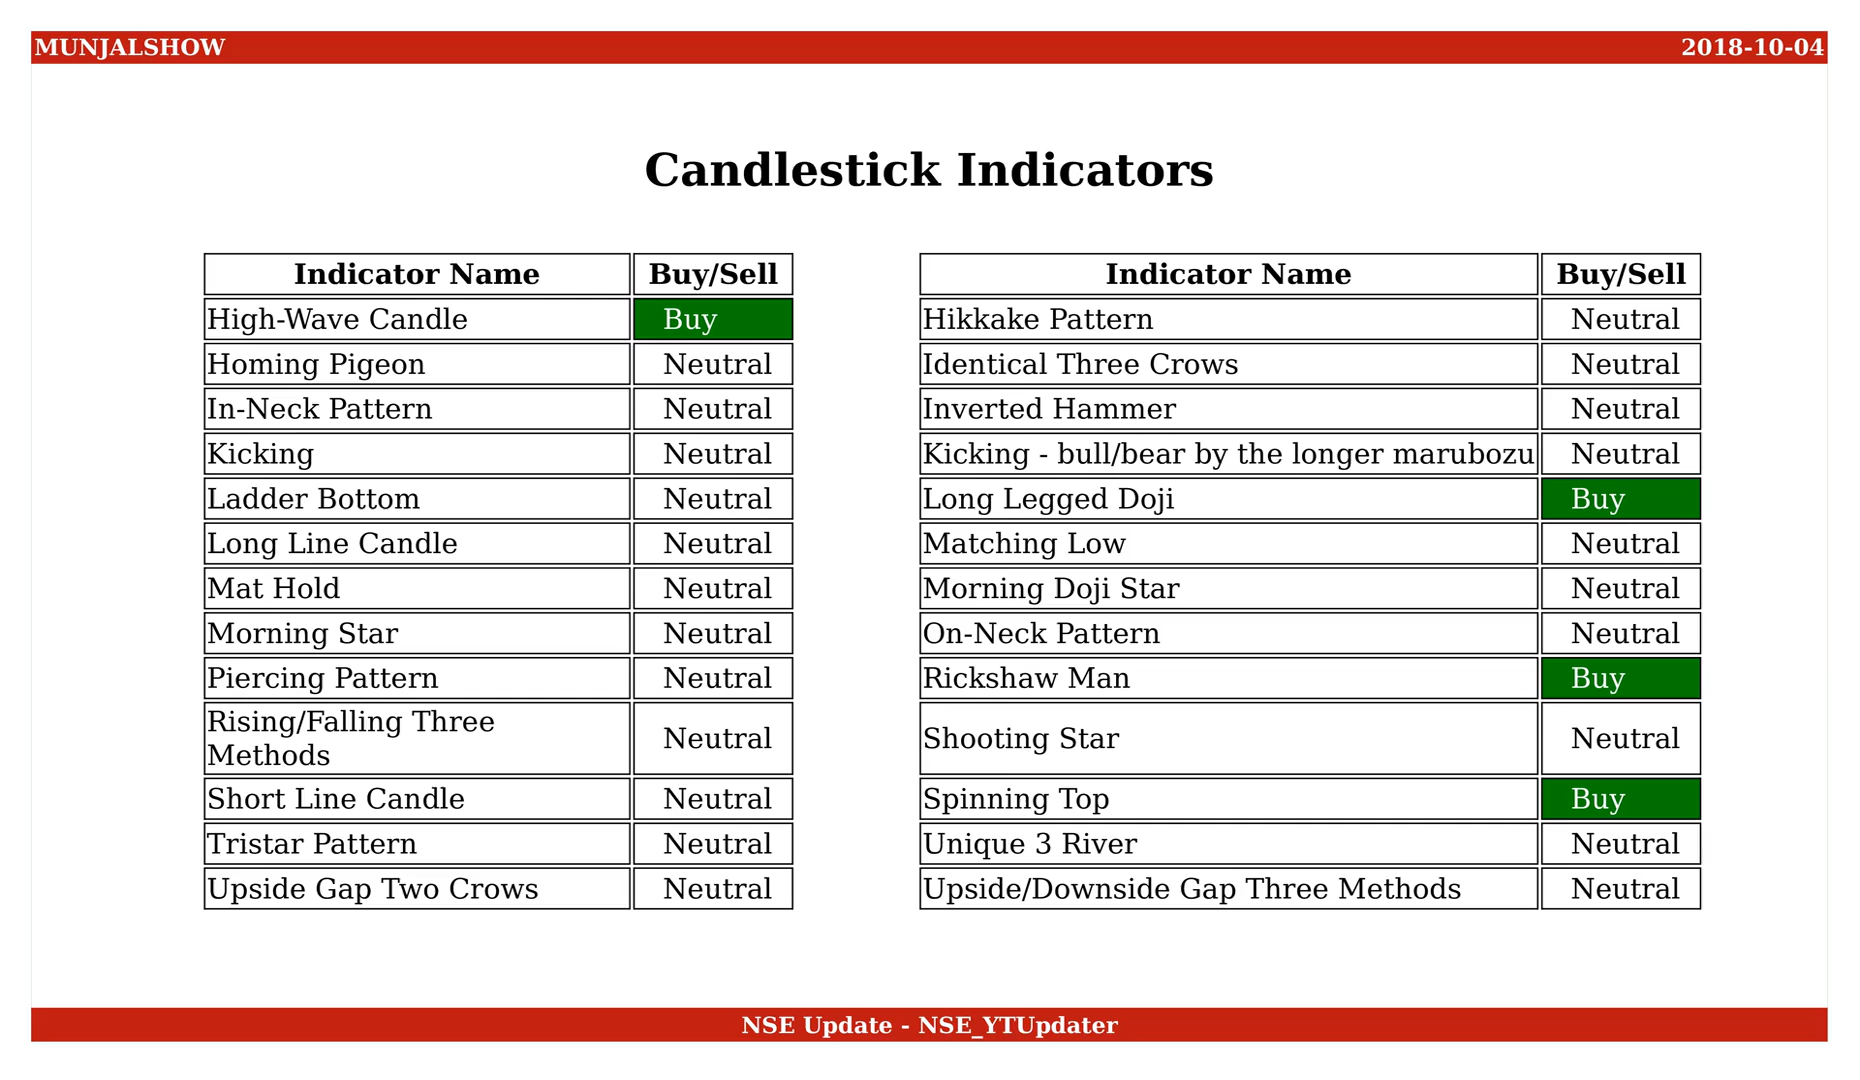 MUNJALSHOW 2018-10-04
Candlestick Indicators
Indicator Name Buy/Sell
High-Wave Candle Buy
Homing Pigeon Neutral
In-Neck Pattern Neutral
Kicking Neutral
Ladder Bottom Neutral
Long Line Candle Neutral
Mat Hold Neutral
Morning Star Neutral
Piercing Pattern Neutral
Rising/Falling Three
Methods Neutral
Short Line Candle Neutral
Tristar Pattern Neutral
Upside Gap Two Crows Neutral
Indicator Name Buy/Sell
Hikkake Pattern Neutral
Identical Three Crows Neutral
Inverted Hammer Neutral
Kicking - bull/bear by the longer marubozu Neutral
Long Legged Doji Buy
Matching Low Neutral
Morning Doji Star Neutral
On-Neck Pattern Neutral
Rickshaw Man Buy
Shooting Star Neutral
Spinning Top Buy
Unique 3 River Neutral
Upside/Downside Gap Three Methods Neutral
NSE Update - NSE_YTUpdater